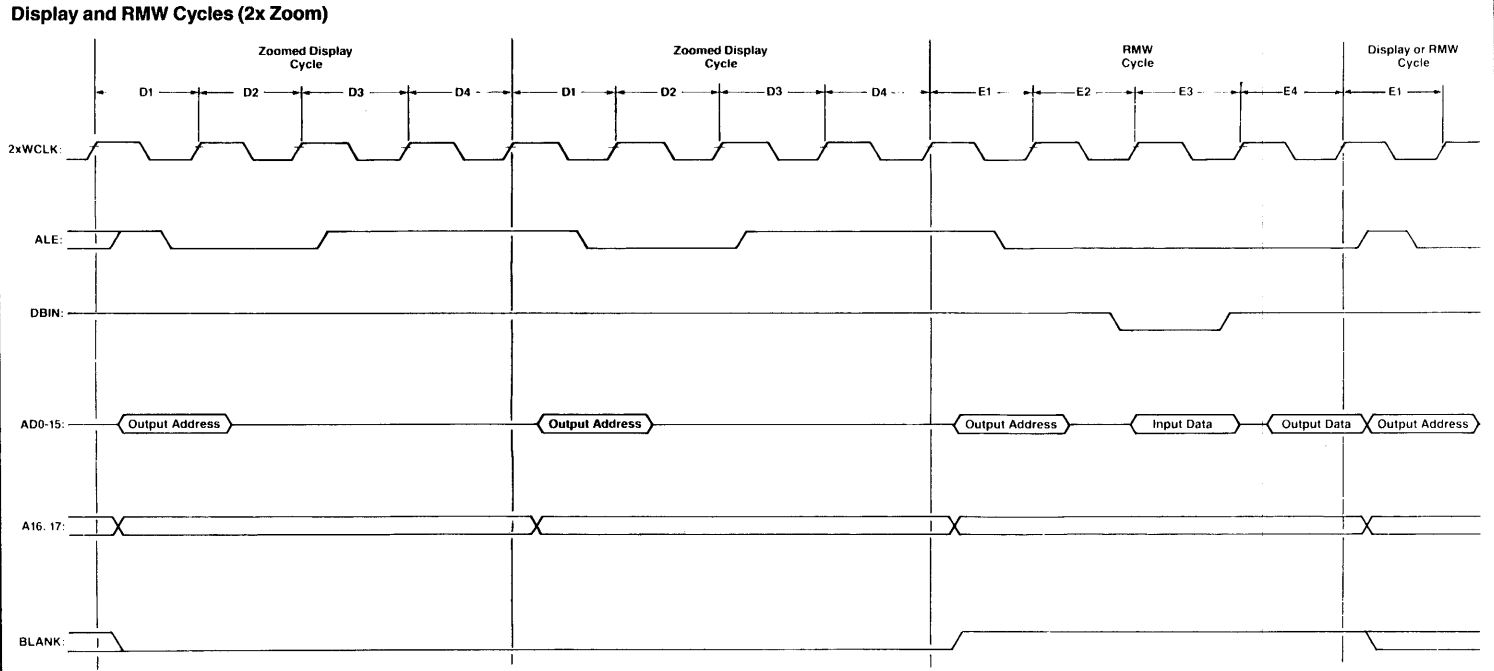 Display and RMW Cycles (2x Zoom)
Zoomed Display
Cycle
Zoomed Display
Cycle
RMW
Cycle
Display or RMW
Cycle
D1 D2 D3 D4 D1 D2 D3 D4 E1 E2 E3 E4 E1
2xWCLK:
ALE:
DBIN:
AD0-15: Output Address Output Address Output Address Input Data Output Data Output Address
A16. 17:
BLANK: